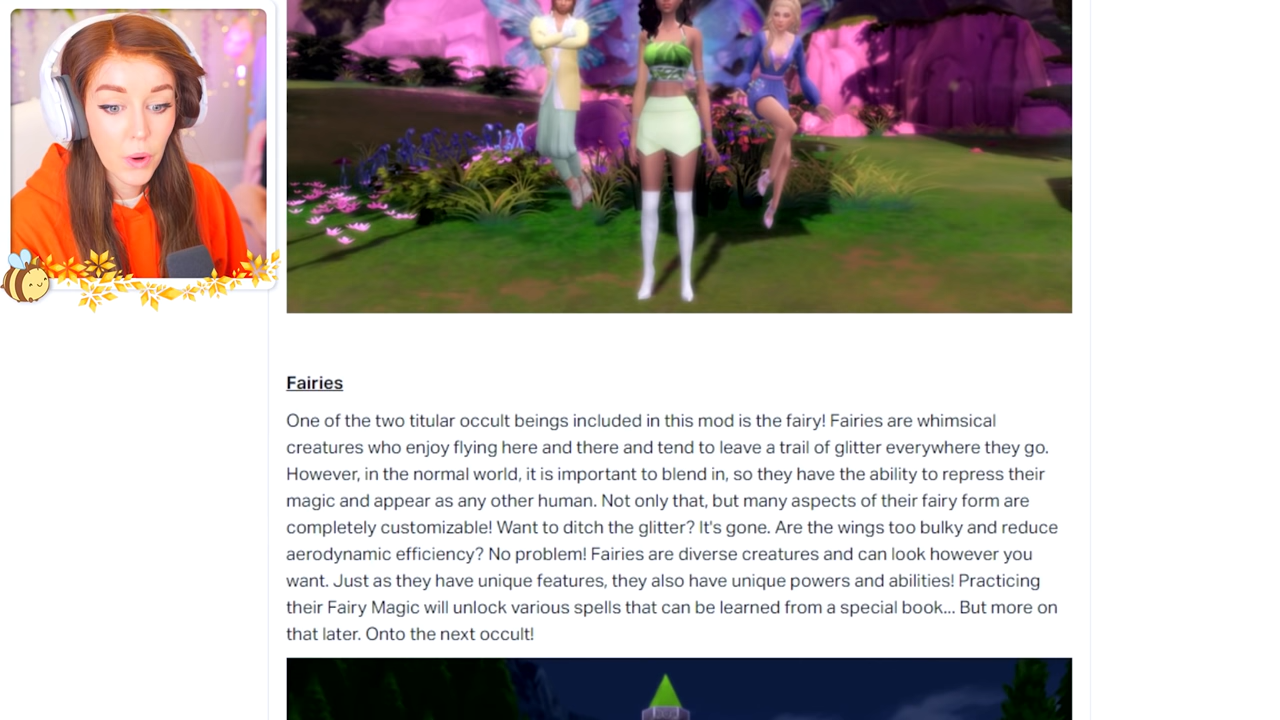 Fairies
One of the two titular occult beings included in this mod is the fairy! Fairies are whimsical
creatures who enjoy flying here and there and tend to leave a trail of glitter everywhere they go.
However, in the normal world, it is important to blend in, so they have the ability to repress their
magic and appear as any other human. Not only that, but many aspects of their fairy form are
completely customizable! Want to ditch the glitter? It's gone. Are the wings too bulky and reduce
aerodynamic efficiency? No problem! Fairies are diverse creatures and can look however you
want. Just as they have unique features, they also have unique powers and abilities! Practicing
their Fairy Magic will unlock various spells that can be learned from a special book... But more on
that later. Onto the next occult!